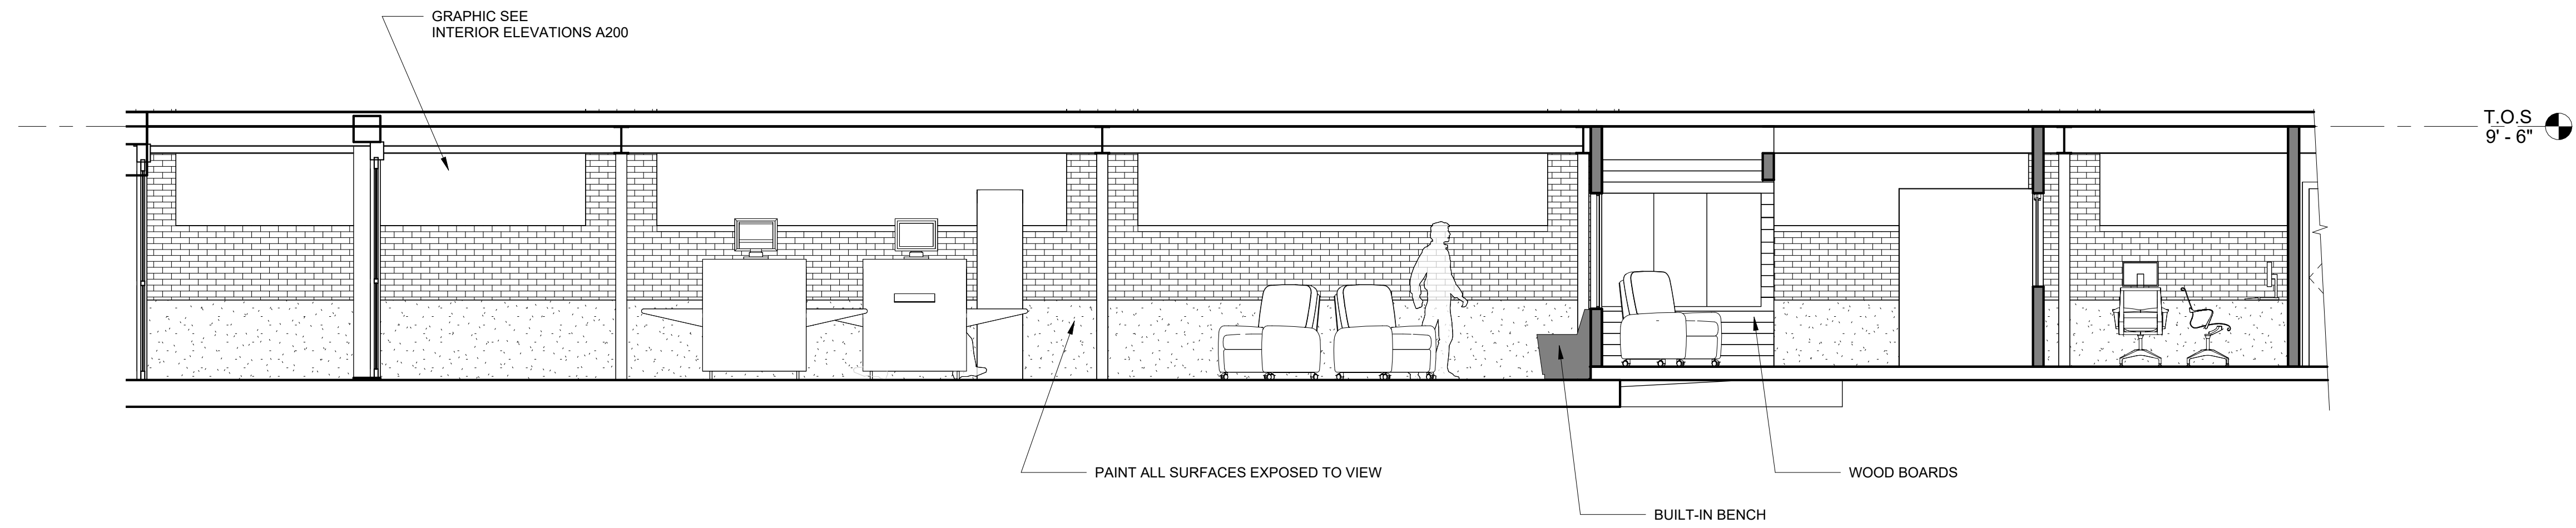 GRAPHIC SEE
INTERIOR ELEVATIONS A200
T.O.S
9' - 6"
PAINT ALL SURFACES EXPOSED TO VIEW
WOOD BOARDS
BUILT-IN BENCH